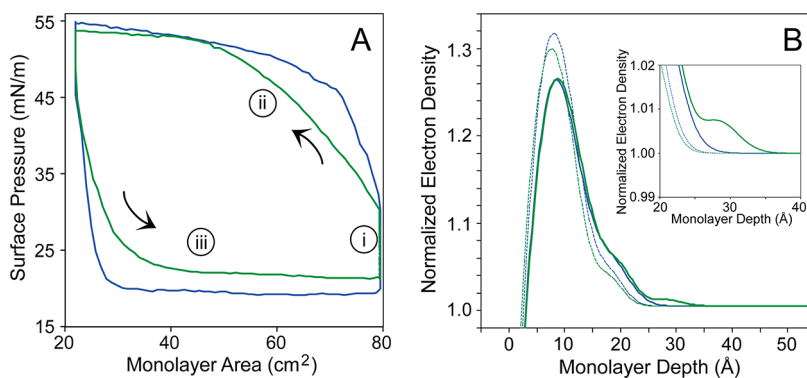 A
55
45
35
25
15
Surface Pressure (mN/m)
i
ii
iii
20
40
60
80
Monolayer Area (cm2)
B
1.3
1.2
1.1
1.0
Normalized Electron Density
0
10
20
30
40
50
Monolayer Depth (Å)
1.02
1.01
1.00
0.99
Normalized Electron Density
20
30
40
Monolayer Depth (Å)